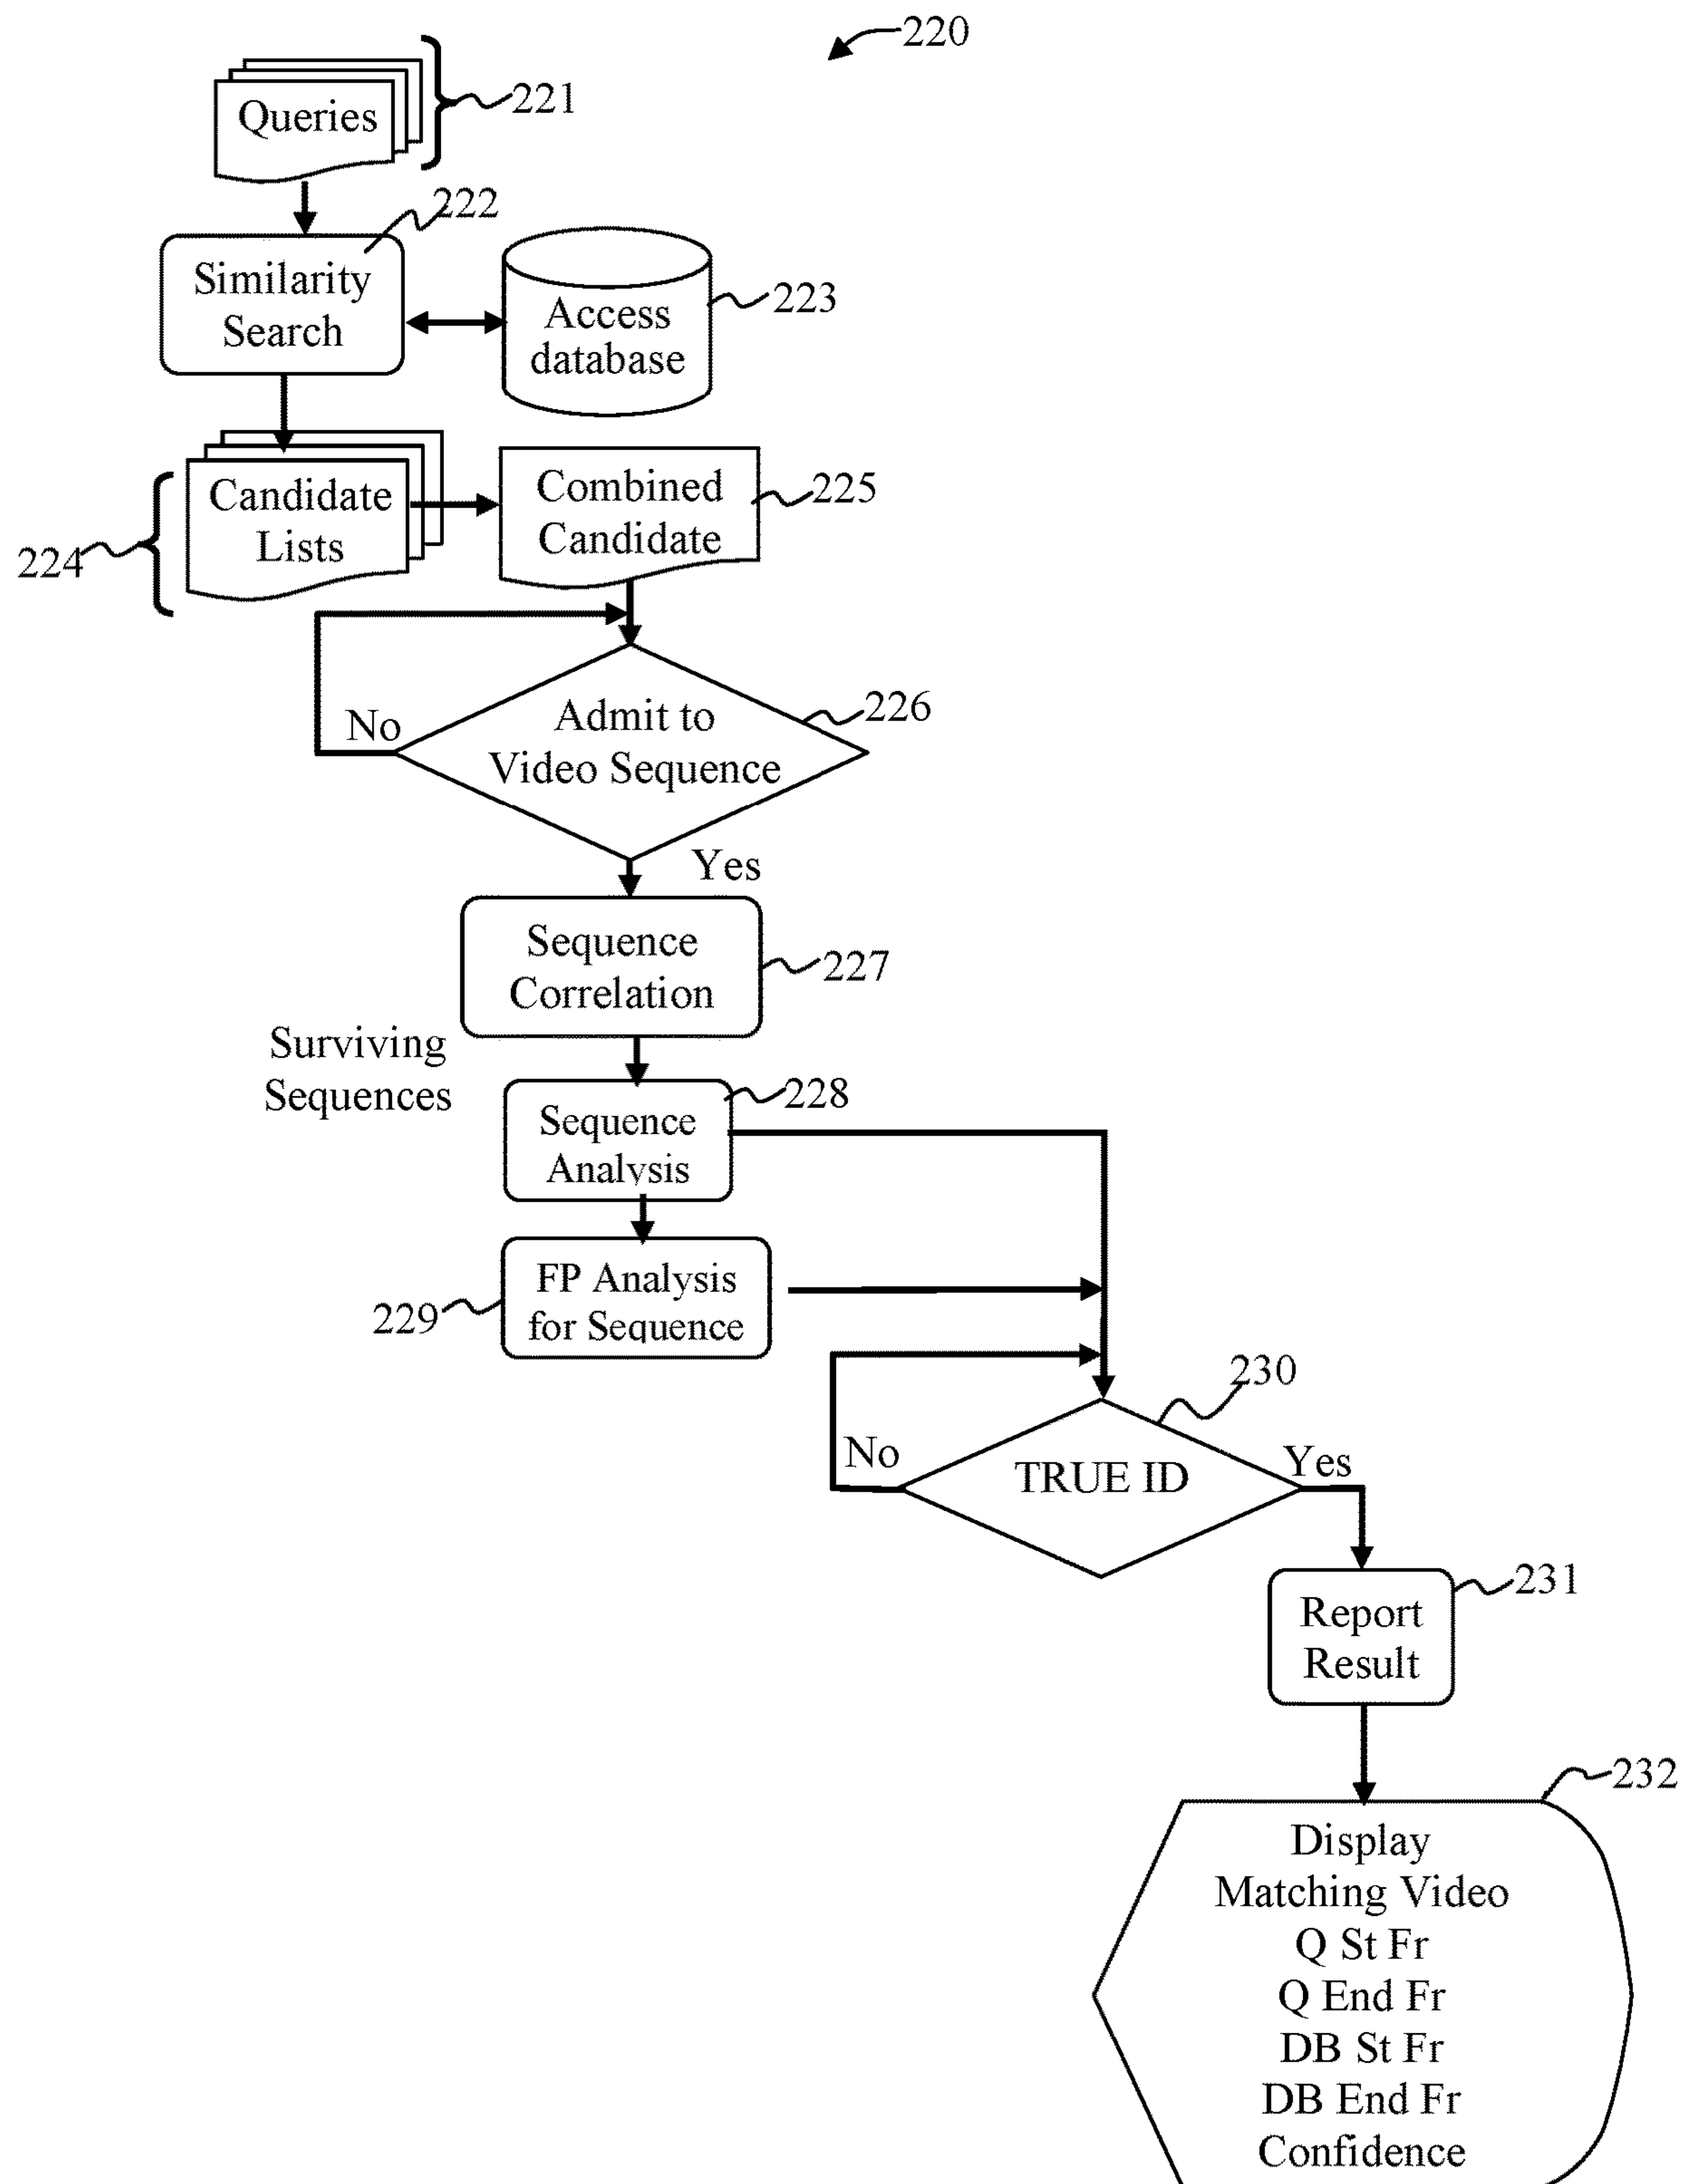 220
Queries
221
222
Similarity
Search
Access
database
223
Candidate
Lists
224
Combined
Candidate
225
Admit to
Video Sequence
226
No
Yes
Sequence
Correlation
227
Surviving
Sequences
Sequence
Analysis
228
FP Analysis
for Sequence
229
230
TRUE ID
No
Yes
Report
Result
231
232
Display
Matching Video
Q St Fr
Q End Fr
DB St Fr
DB End Fr
Confidence